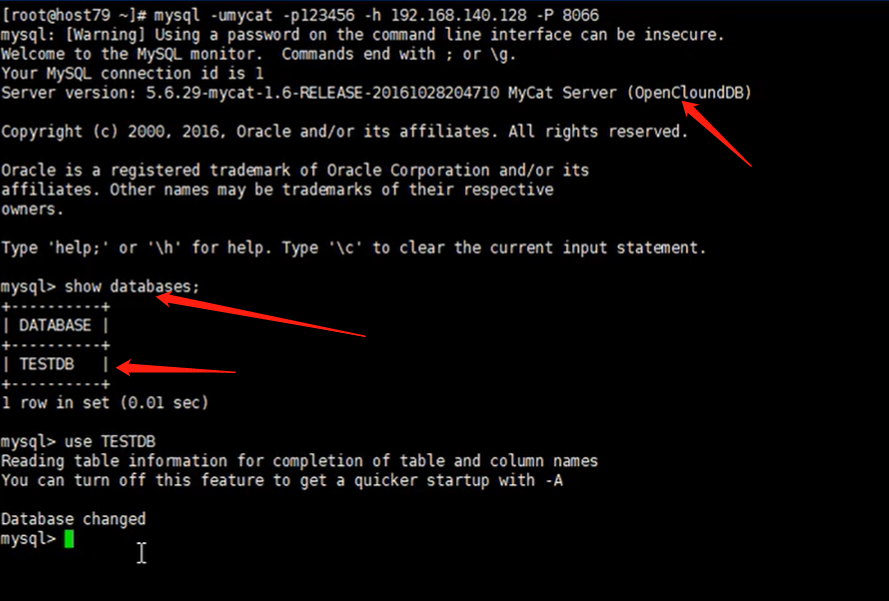 [root@host79 ~]# mysql -umycat -p123456 -h 192.168.140.128 -P 8066
mysql: [Warning] Using a password on the command line interface can be insecure.
Welcome to the MySQL monitor.  Commands end with ; or \g.
Your MySQL connection id is 1
Server version: 5.6.29-mycat-1.6-RELEASE-20161028204710 MyCat Server (OpenCloundDB)
Copyright (c) 2000, 2016, Oracle and/or its affiliates. All rights reserved.
Oracle is a registered trademark of Oracle Corporation and/or its
affiliates. Other names may be trademarks of their respective
owners.
Type 'help;' or '\h' for help. Type '\c' to clear the current input statement.
mysql> show databases;
+----------+
| DATABASE |
+----------+
| TESTDB   |
+----------+
1 row in set (0.01 sec)
mysql> use TESTDB
Reading table information for completion of table and column names
You can turn off this feature to get a quicker startup with -A
Database changed
mysql>